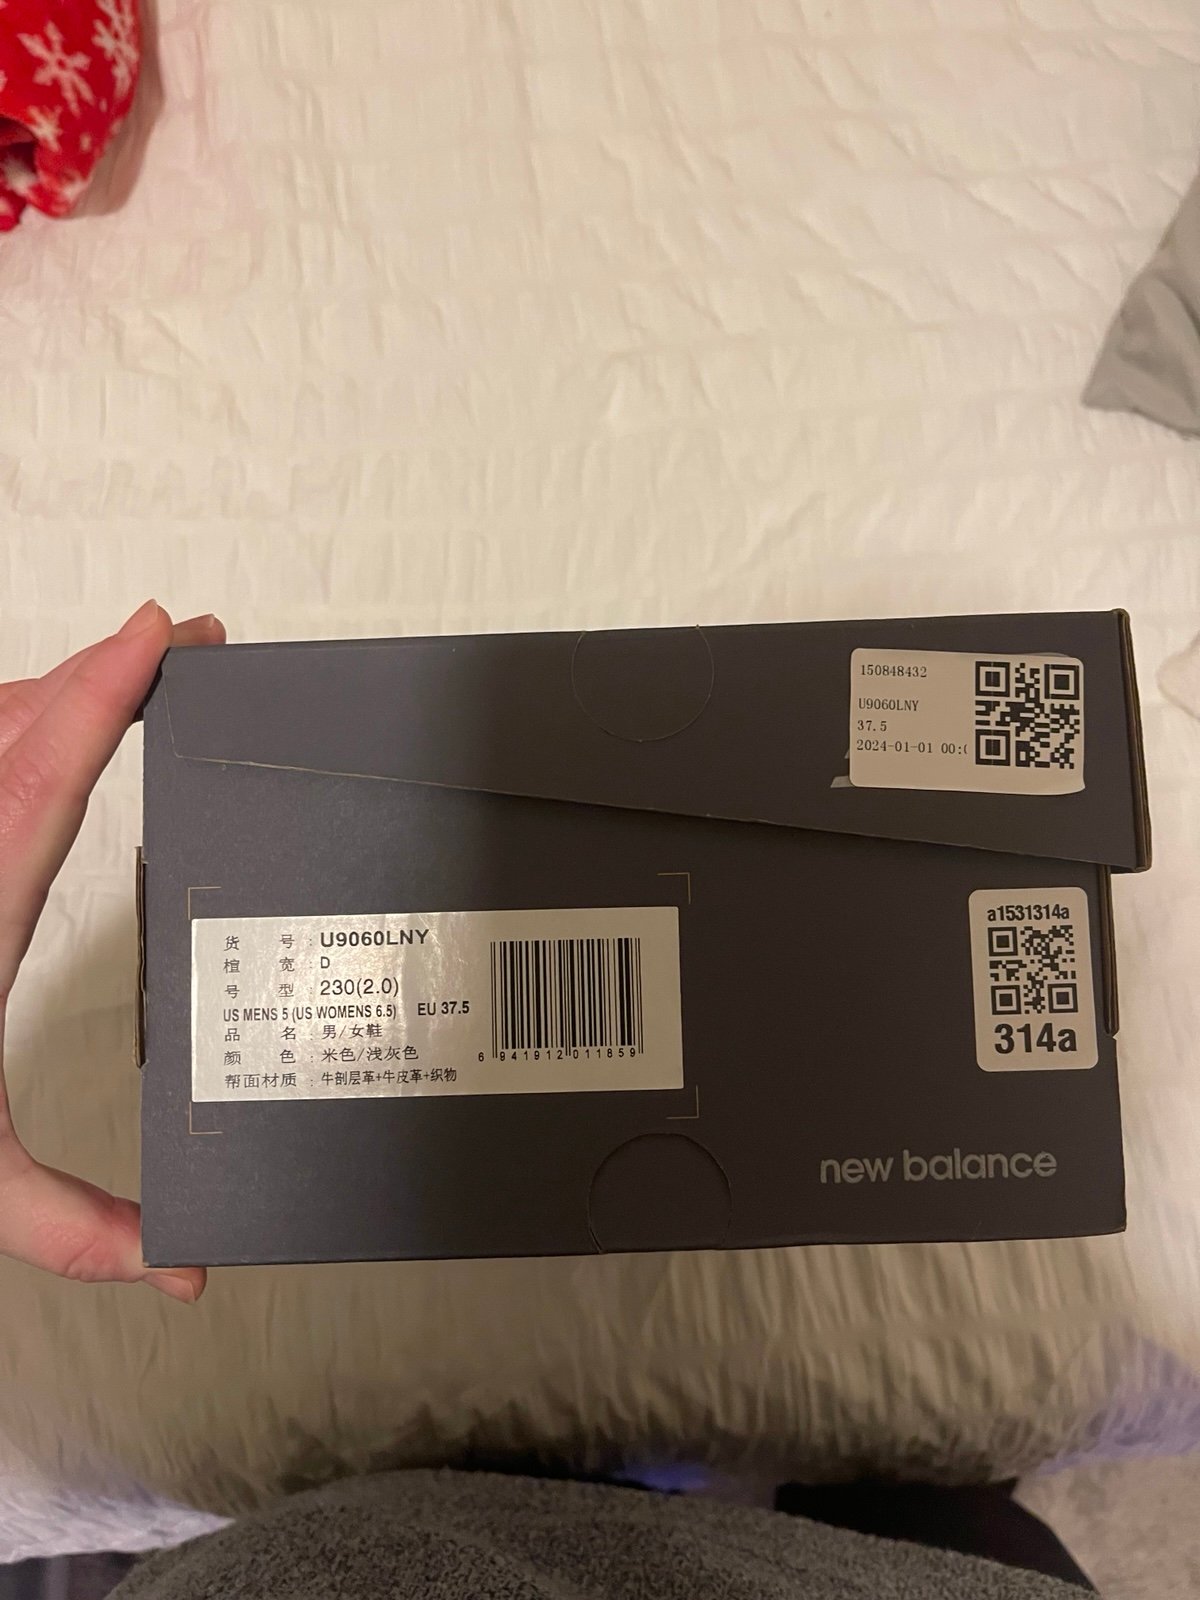 150848432
U9060LNY
37.5
2024-01-01 00:
a1531314a
314a
货 号 : U9060LNY
楦 宽 : D
号 型 : 230(2.0)
US MENS 5 (US WOMENS 6.5) EU 37.5
品 名 : 男/女鞋
颜 色 : 米色/浅灰色
帮面材质 : 牛剖层革+牛皮革+织物
6 941912 011859
new balance